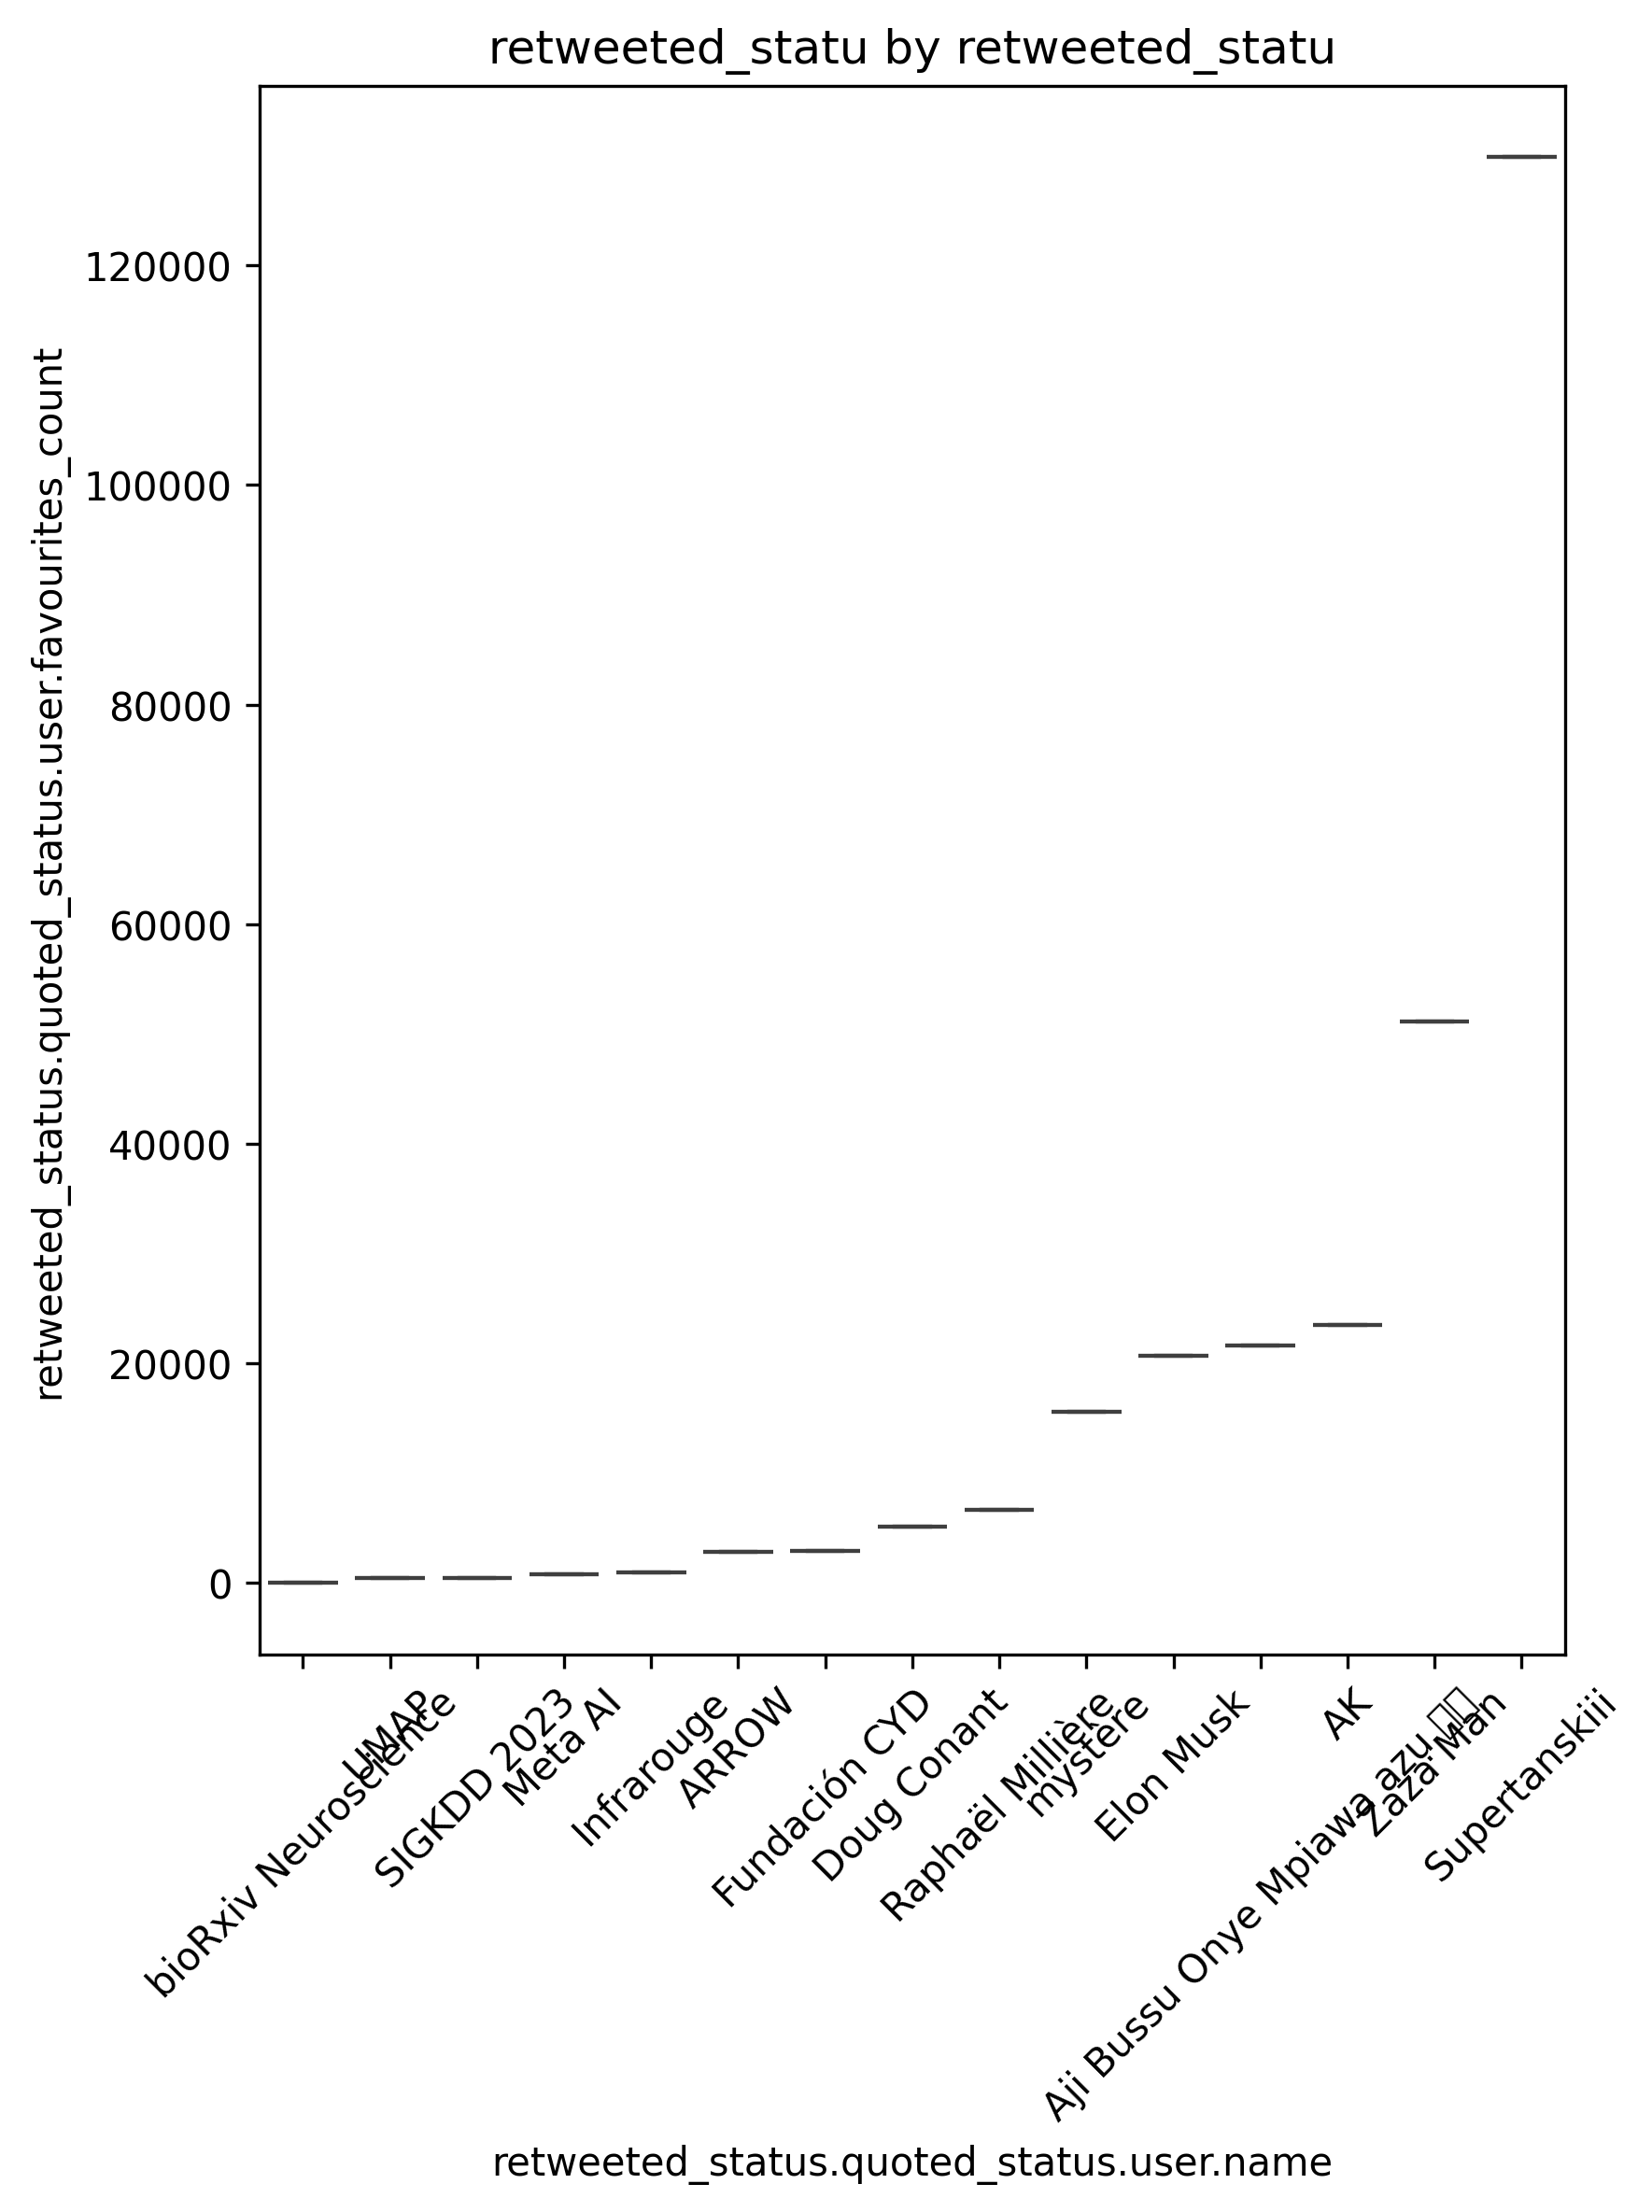 retweeted_statu by retweeted_statu
retweeted_status.quoted_status.user.favourites_count
120000
100000
80000
60000
40000
20000
0
bioRxiv Neuroscience
UMAP
SIGKDD 2023
Meta AI
Infrarouge
ARROW
Fundación CYD
Doug Conant
Raphaël Millière
mystère
Elon Musk
Aji Bussu Onye Mpiawa azu
AK
Zaza Man
Supertanskiii
retweeted_status.quoted_status.user.name